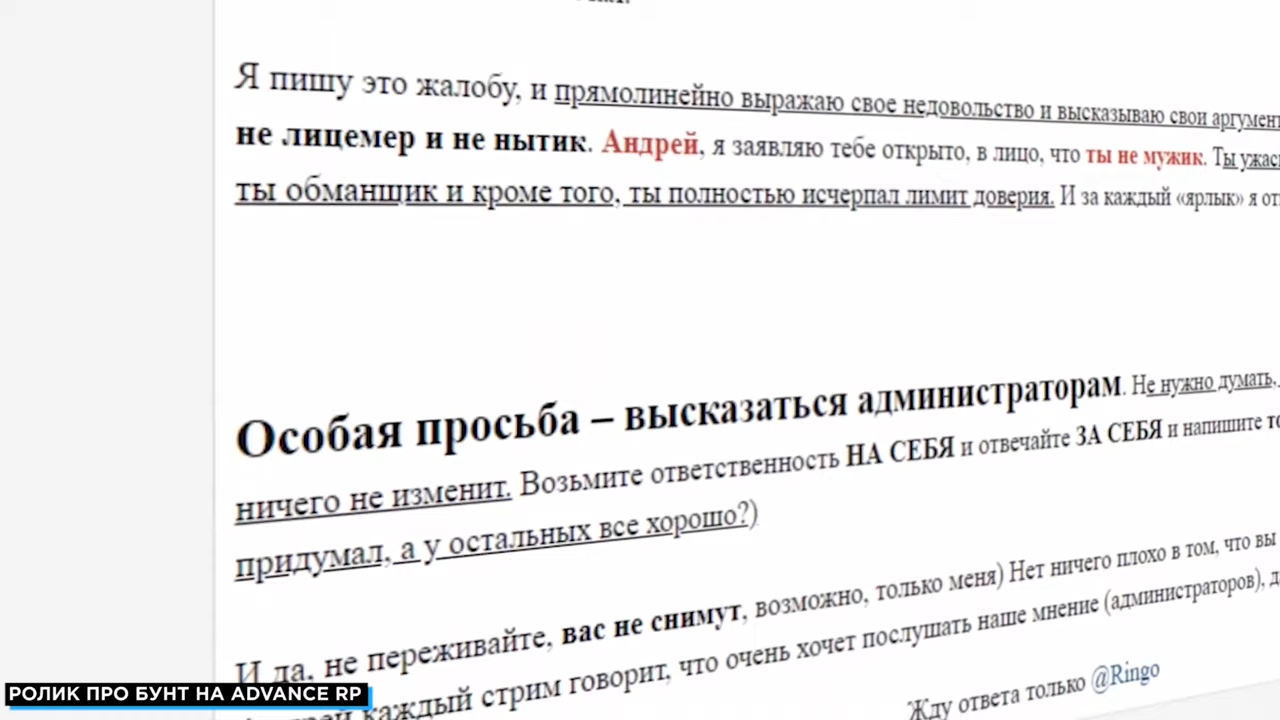 Я пишу это жалобу, и прямолинейно выражаю свое недовольство и высказываю свои
не лицемер и не нытик. Андрей, я заявляю тебе открыто, в лицо, что ты не мужик. Ты
ты обманщик и кроме того, ты полностью исчерпал лимит доверия. И за каждый «ярлык» я
Особая просьба – высказаться администраторам. Не нужно думать,
ничего не изменит. Возьмите ответственность НА СЕБЯ и отвечайте ЗА СЕБЯ и напишите
придумал, а у остальных все хорошо?)
И да, не переживайте, вас не снимут, возможно, только меня) Нет ничего плохо в том, что вы
каждый стрим говорит, что очень хочет послушать наше мнение (администраторов),
Жду ответа только @Ringo
РОЛИК ПРО БУНТ НА ADVANCE RP